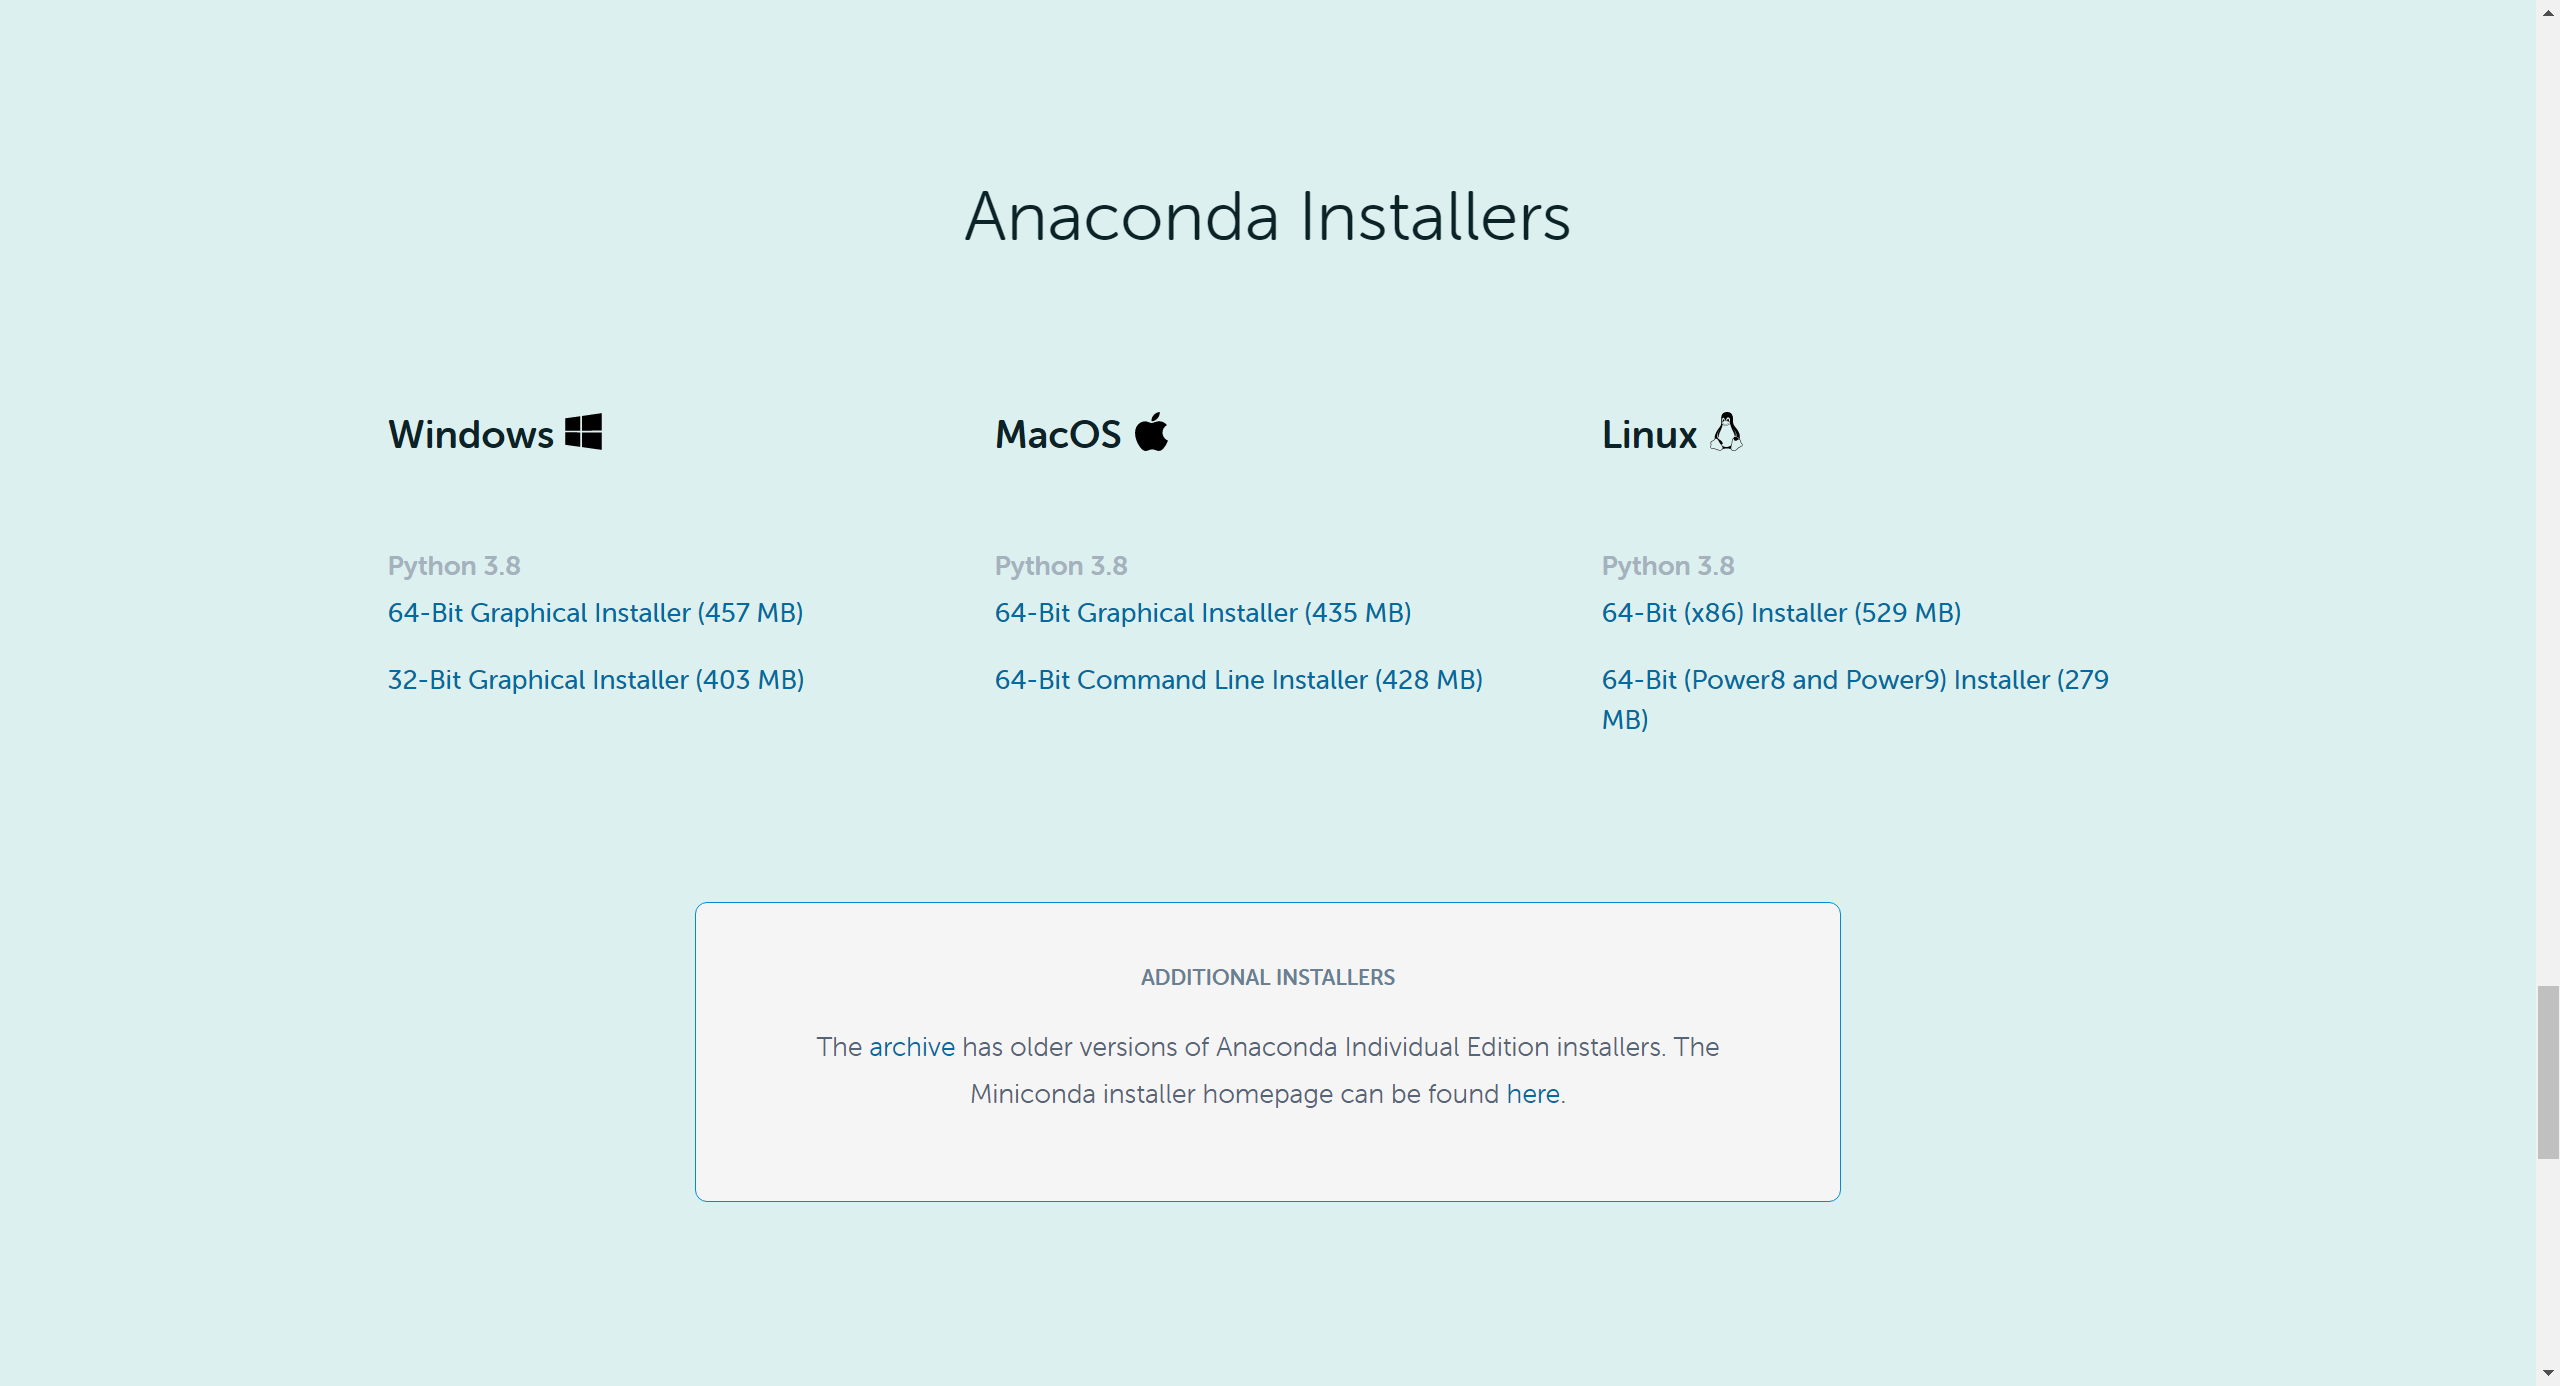 Anaconda Installers
Windows
MacOS
Linux
Python 3.8
64-Bit Graphical Installer (457 MB)
32-Bit Graphical Installer (403 MB)
Python 3.8
64-Bit Graphical Installer (435 MB)
64-Bit Command Line Installer (428 MB)
Python 3.8
64-Bit (x86) Installer (529 MB)
64-Bit (Power8 and Power9) Installer (279
MB)
ADDITIONAL INSTALLERS
The archive has older versions of Anaconda Individual Edition installers. The
Miniconda installer homepage can be found here.